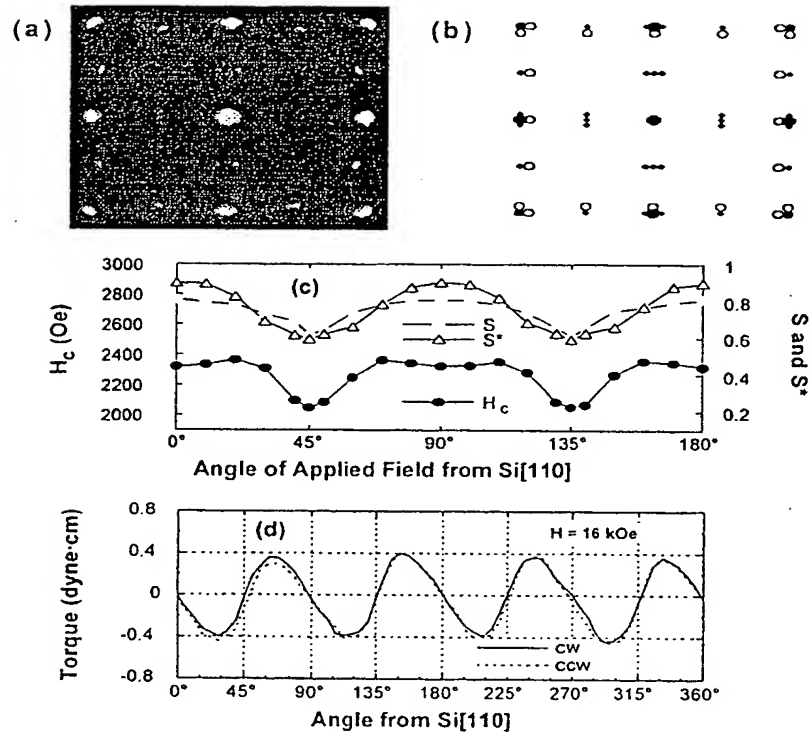 (a)
(b)
3000
2800
2600
2400
2200
2000
H_c (Oe)
(c)
S
S*
H_c
1
0.8
0.6
0.4
0.2
S and S*
0° 45° 90° 135° 180°
Angle of Applied Field from Si[110]
0.8
0.4
0
-0.4
-0.8
Torque (dyne·cm)
(d)
H = 16 kOe
CW
CCW
0° 45° 90° 135° 180° 225° 270° 315° 360°
Angle from Si[110]